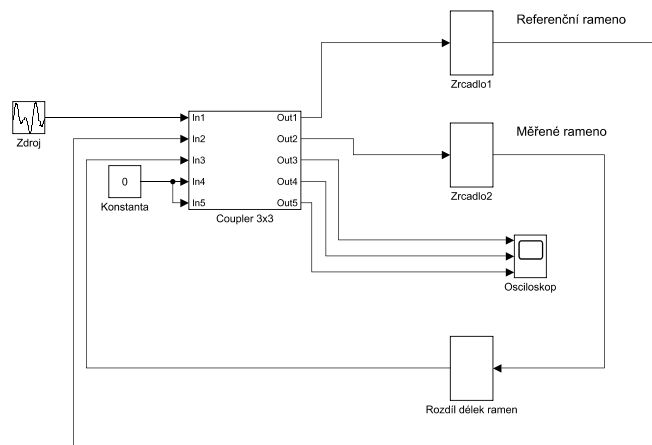 Referenční rameno
Zrcadlo1
Zdroj
In1
In2
In3
In4
In5
Out1
Out2
Out3
Out4
Out5
Coupler 3x3
0
Konstanta
Měřené rameno
Zrcadlo2
Osciloskop
Rozdíl délek ramen